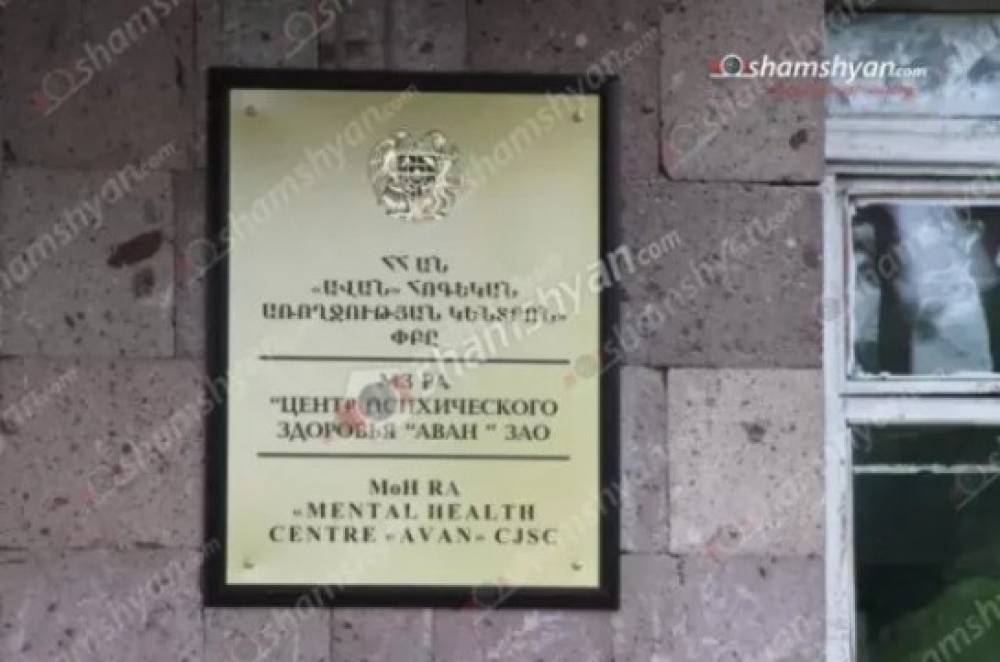 shamshyan.com
ՀՀ ԱՆ
«ԱՎԱՆ» ՀՈԳԵԿԱՆ
ԱՌՈՂՋՈՒԹՅԱՆ ԿԵՆՏՐՈՆ»
ՓԲԸ
МЗ РА
"ЦЕНТР ПСИХИЧЕСКОГО
ЗДОРОВЬЯ "АВАН" ЗАО
MoH RA
«MENTAL HEALTH
CENTRE «AVAN» CJSC